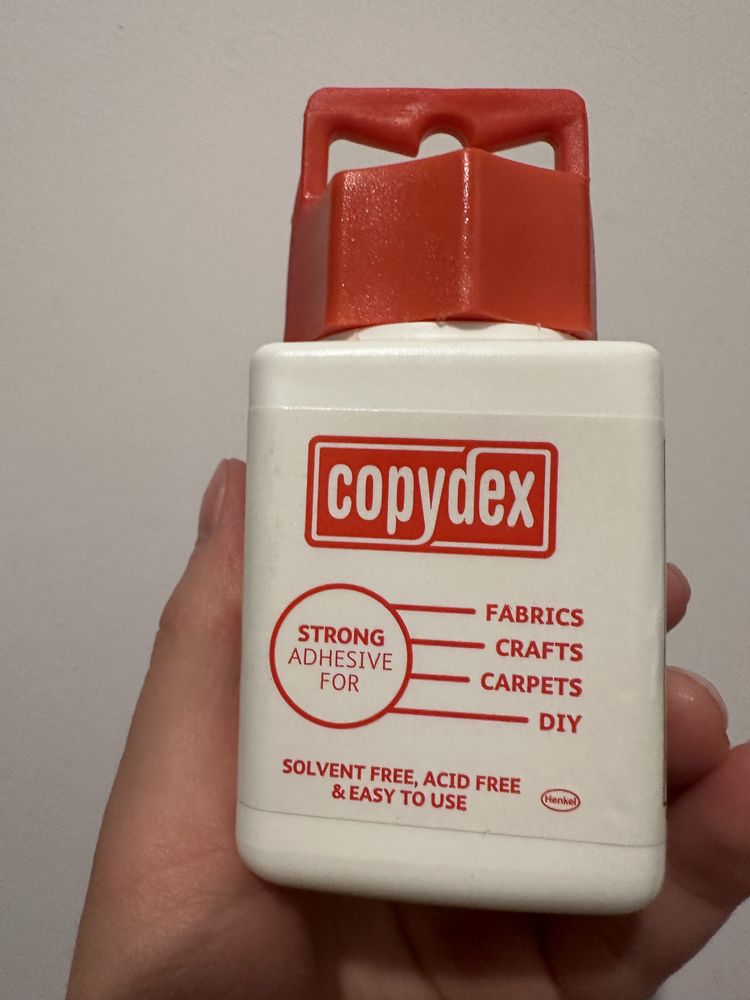 copydex
STRONG
ADHESIVE
FOR
FABRICS
CRAFTS
CARPETS
DIY
SOLVENT FREE, ACID FREE
& EASY TO USE
Henkel